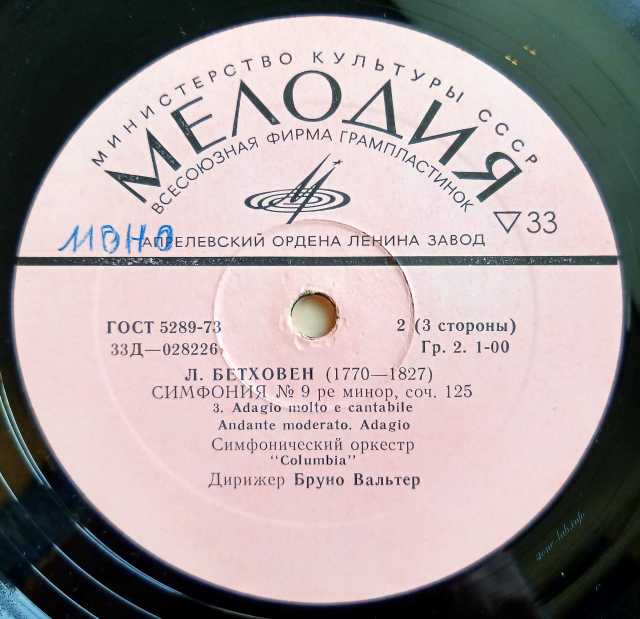 МИНИСТЕРСТВО КУЛЬТУРЫ СССР
МЕЛОДИЯ
ВСЕСОЮЗНАЯ ФИРМА ГРАМПЛАСТИНОК
33
моно
АПРЕЛЕВСКИЙ ОРДЕНА ЛЕНИНА ЗАВОД
ГОСТ 5289-73
2 (3 стороны)
33Д—028226
Гр. 2. 1-00
Л. БЕТХОВЕН (1770—1827)
СИМФОНИЯ № 9 ре минор, соч. 125
3. Adagio molto e cantabile
Andante moderato. Adagio
Симфонический оркестр
"Columbia"
Дирижер Бруно Вальтер